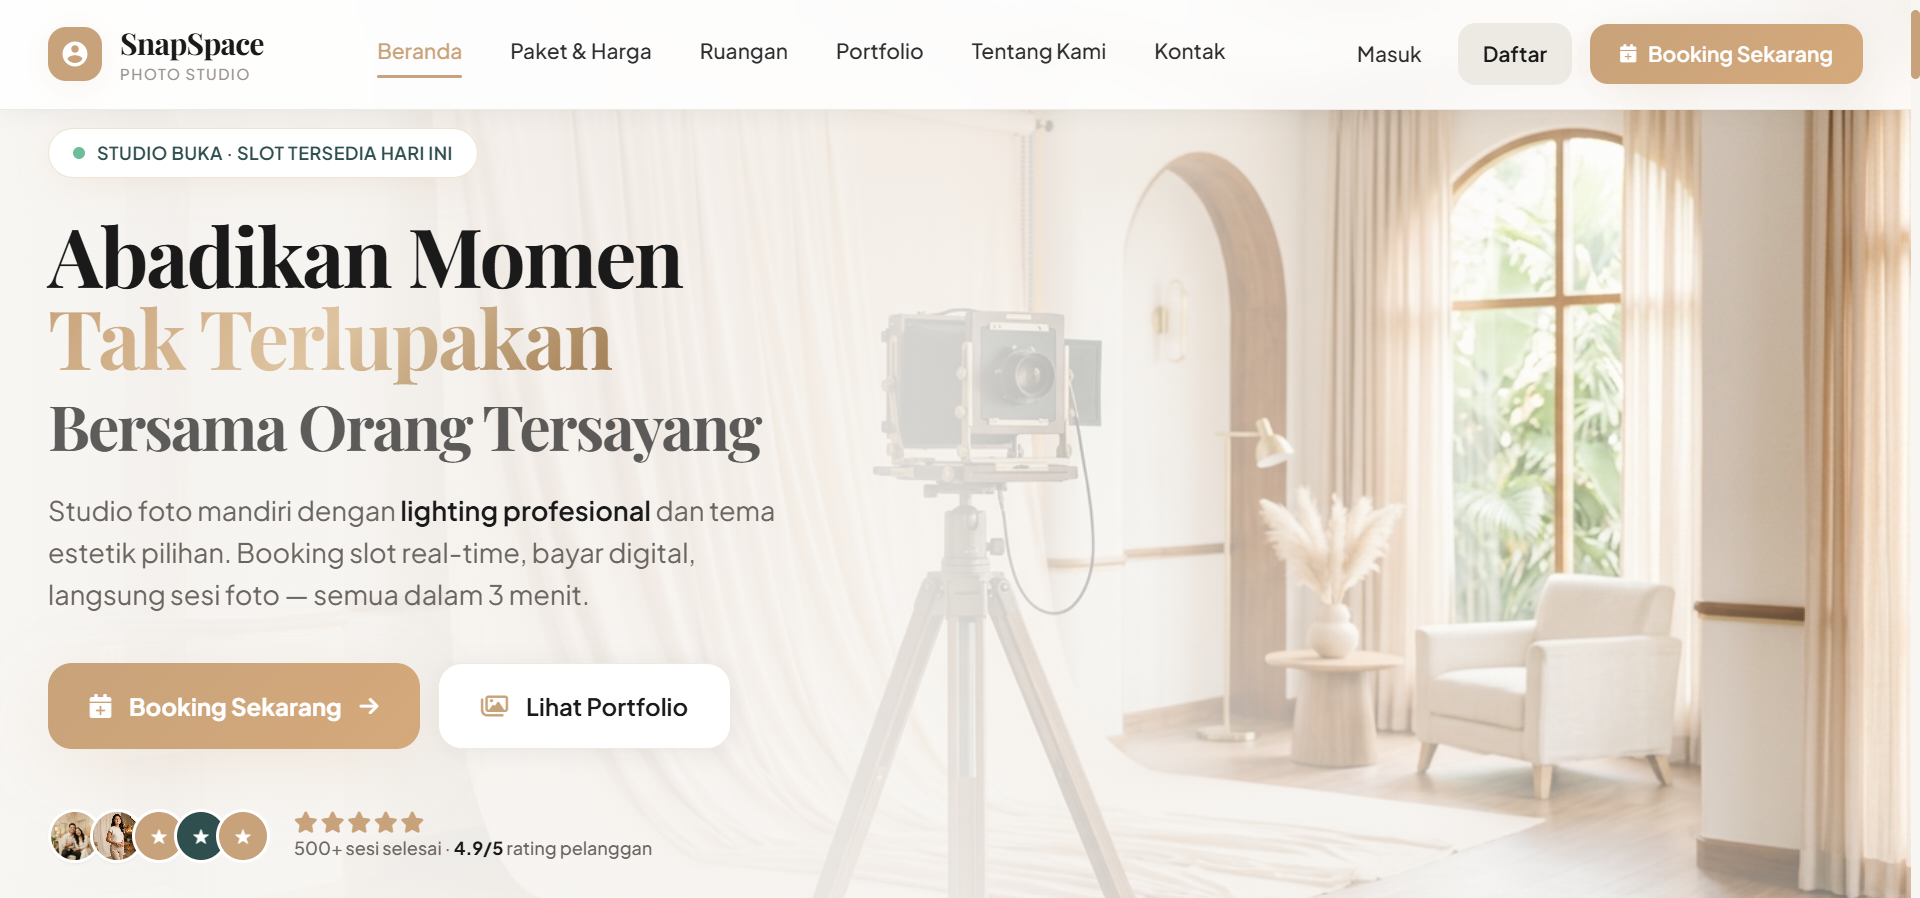 SnapSpace
PHOTO STUDIO
Beranda
Paket & Harga
Ruangan
Portfolio
Tentang Kami
Kontak
Masuk
Daftar
Booking Sekarang
STUDIO BUKA · SLOT TERSEDIA HARI INI
Abadikan Momen
Tak Terlupakan
Bersama Orang Tersayang
Studio foto mandiri dengan lighting profesional dan tema
estetik pilihan. Booking slot real-time, bayar digital,
langsung sesi foto — semua dalam 3 menit.
Booking Sekarang →
Lihat Portfolio
500+ sesi selesai · 4.9/5 rating pelanggan